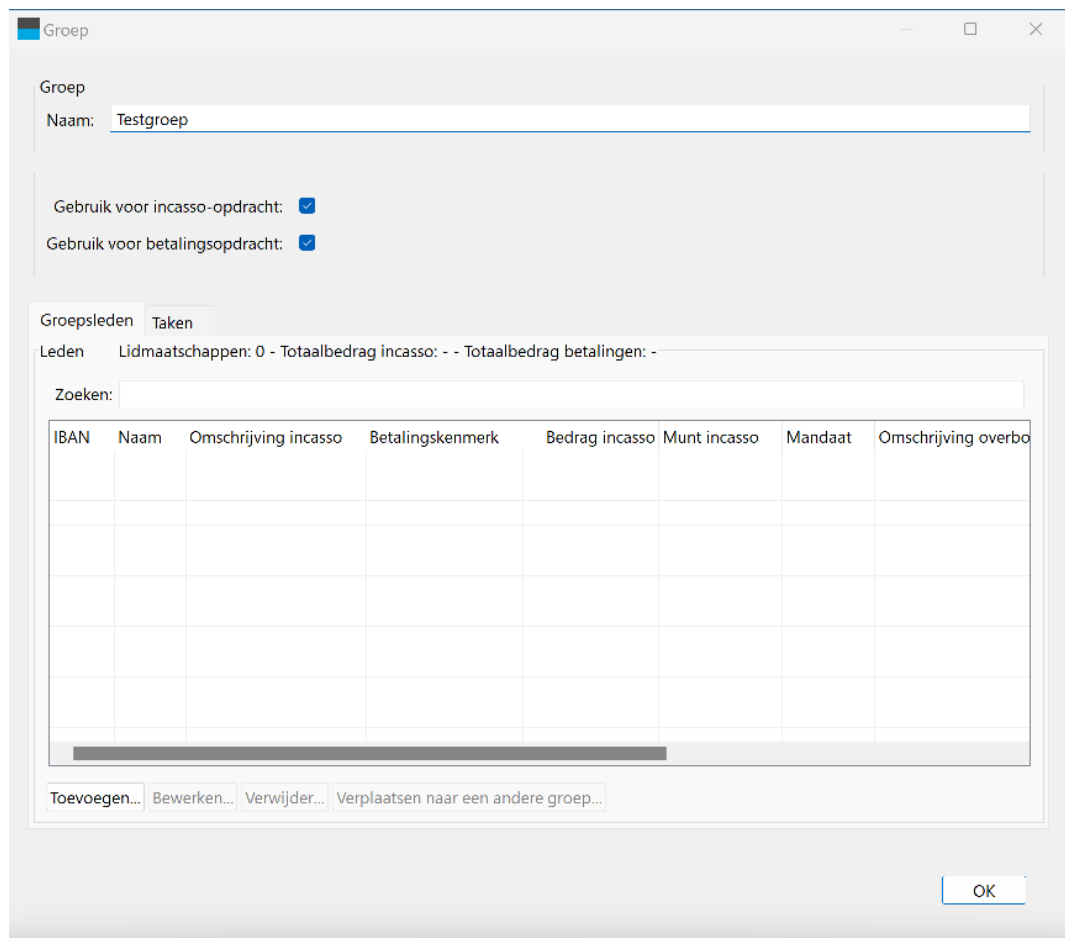 Groep
Groep
Naam: Testgroep
Gebruik voor incasso-opdracht:
Gebruik voor betalingsopdracht:
Groepsleden Taken
Leden Lidmaatschappen: 0 - Totaalbedrag incasso: - - Totaalbedrag betalingen: -
Zoeken:
IBAN Naam Omschrijving incasso Betalingskenmerk Bedrag incasso Munt incasso Mandaat Omschrijving overbo
Toevoegen... Bewerken... Verwijder... Verplaatsen naar een andere groep...
OK